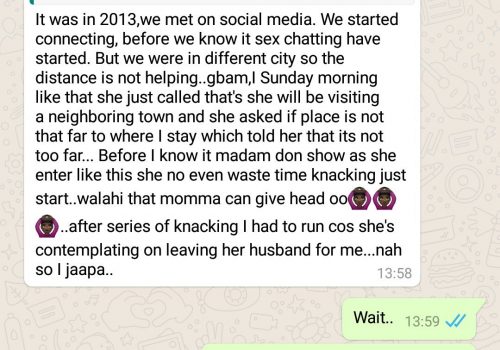 It was in 2013,we met on social media. We started
connecting, before we know it sex chatting have
started. But we were in different city so the
distance is not helping..gbam,I Sunday morning
like that she just called that's she will be visiting
a neighboring town and she asked if place is not
that far to where I stay which told her that its not
too far... Before I know it madam don show as she
enter like this she no even waste time knacking just
start..walahi that momma can give head oo🙆🏿‍♀️🙆🏿‍♀️
🙆🏿‍♀️..after series of knacking I had to run cos she's
contemplating on leaving her husband for me...nah
so I jaapa..
13:58
Wait.. 13:59